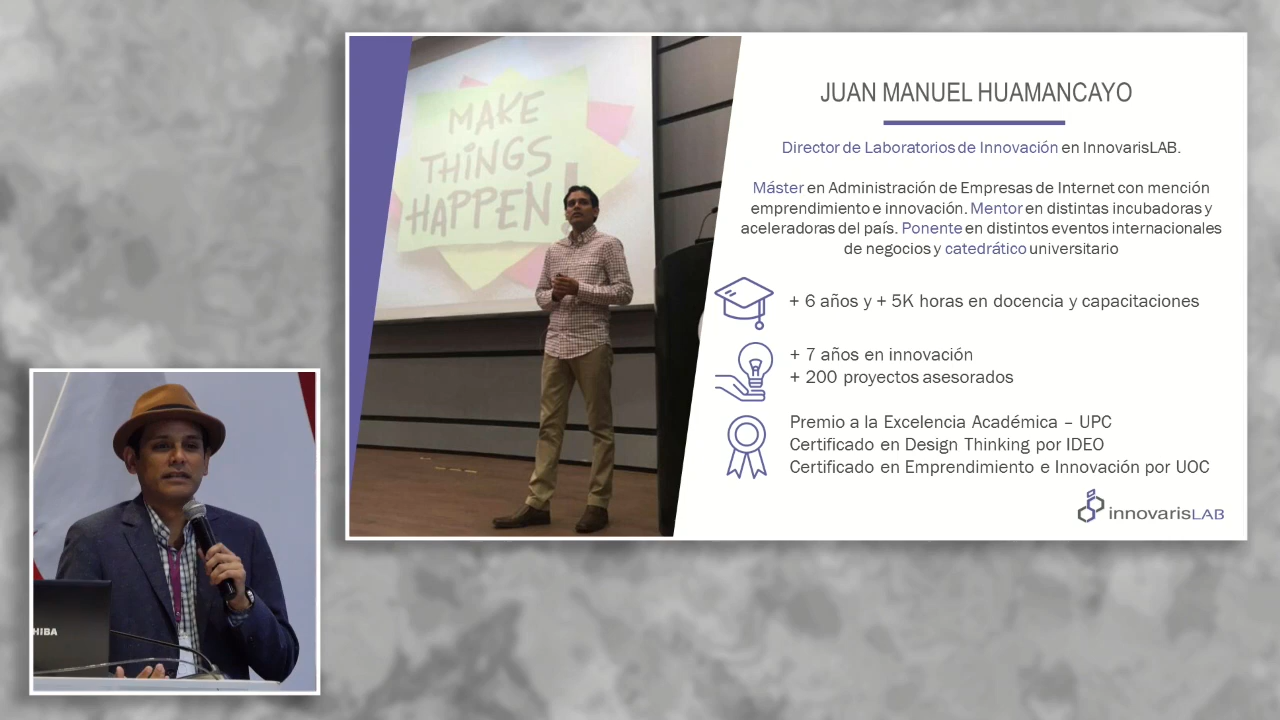 MAKE
THINGS
HAPPEN!
JUAN MANUEL HUAMANCAYO
Director de Laboratorios de Innovación en InnovarisLAB.
Máster en Administración de Empresas de Internet con mención
emprendimiento e innovación. Mentor en distintas incubadoras y
aceleradoras del país. Ponente en distintos eventos internacionales
de negocios y catedrático universitario
+ 6 años y + 5K horas en docencia y capacitaciones
+ 7 años en innovación
+ 200 proyectos asesorados
Premio a la Excelencia Académica – UPC
Certificado en Design Thinking por IDEO
Certificado en Emprendimiento e Innovación por UOC
innovarisLAB
HIBA